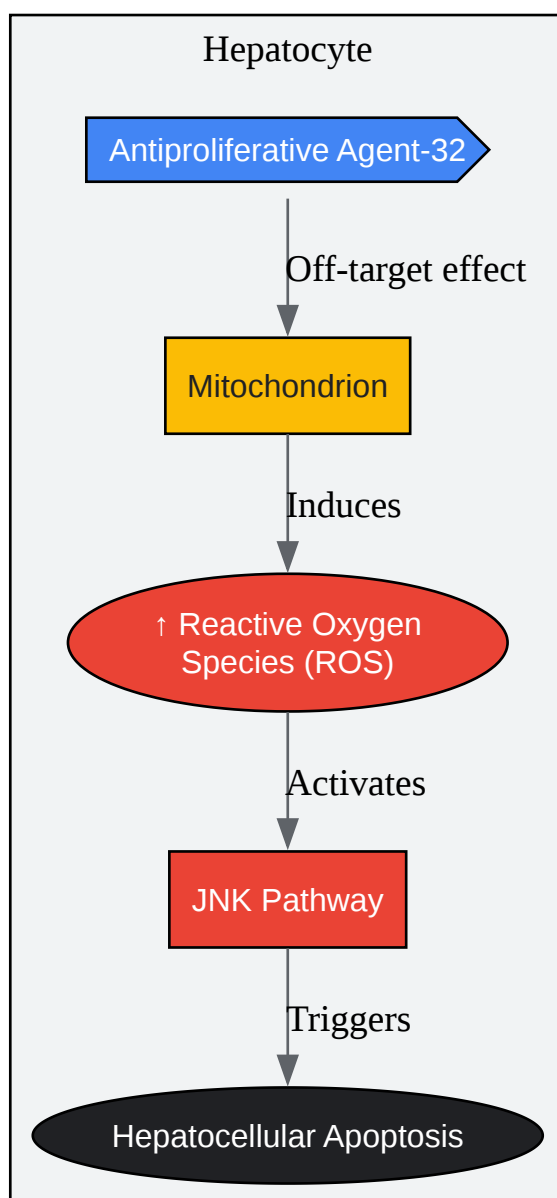 Hepatocyte
Antiproliferative Agent-32
Off-target effect
Mitochondrion
Induces
↑ Reactive Oxygen
Species (ROS)
Activates
JNK Pathway
Triggers
Hepatocellular Apoptosis